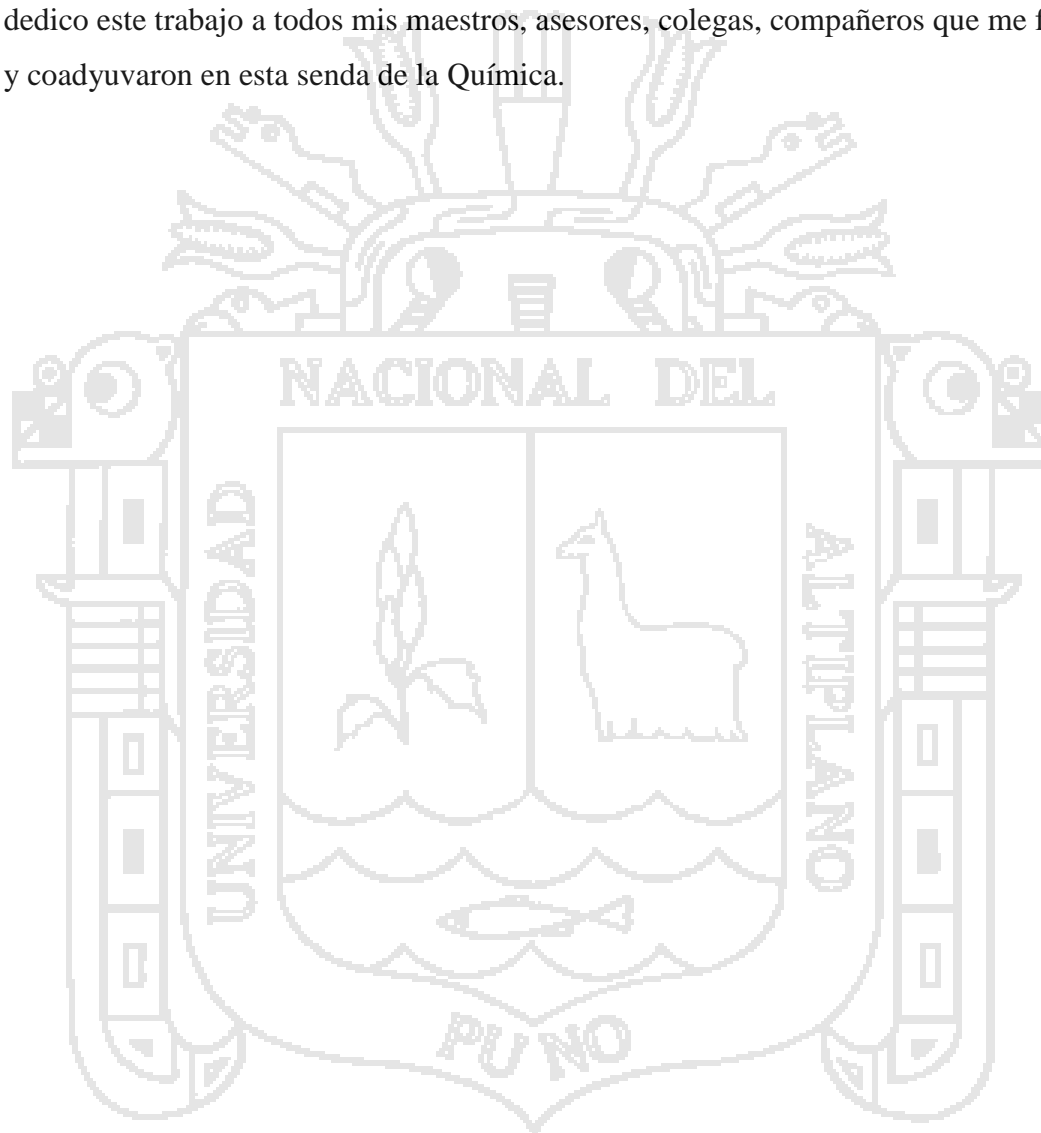 dedico este trabajo a todos mis maestros, asesores, colegas, compañeros que me
y coadyuvaron en esta senda de la Química.
NACIONAL DEL
UNIVERSIDAD
ALTIPLANO
PUNO